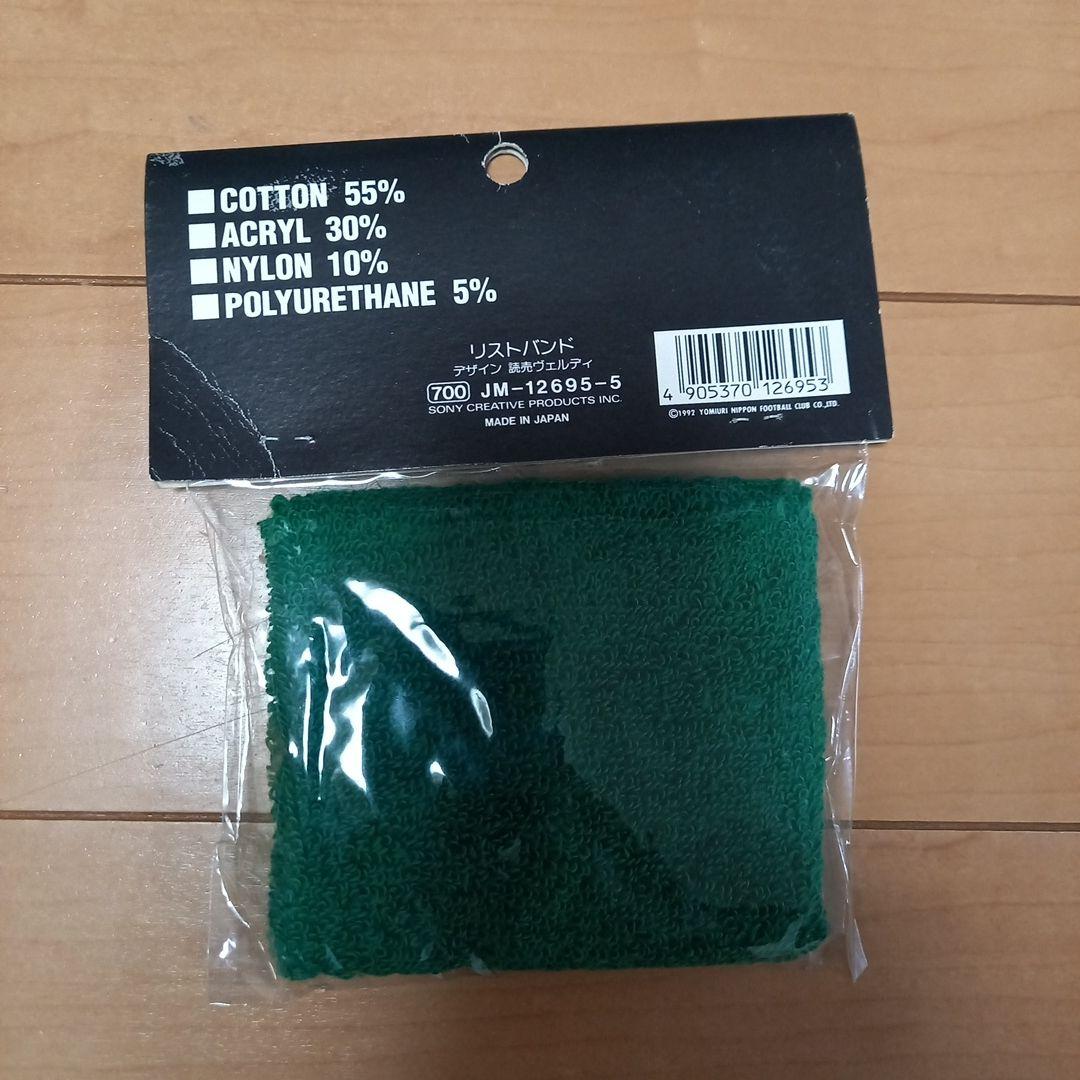 ■COTTON 55%
■ACRYL 30%
■NYLON 10%
■POLYURETHANE 5%
リストバンド
デザイン 読売ヴェルディ
700 JM-12695-5
SONY CREATIVE PRODUCTS INC.
MADE IN JAPAN
4 905370 126953
©1992 YOMIURI NIPPON FOOTBALL CLUB CO.,LTD.